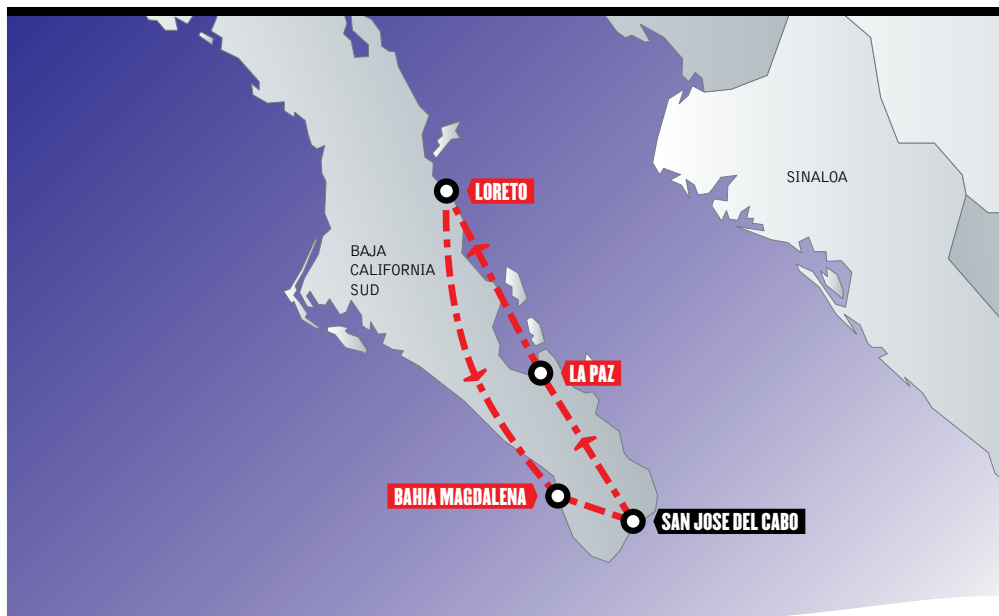 SINALOA
LORETO
BAJA
CALIFORNIA
SUD
LA PAZ
BAHIA MAGDALENA
SAN JOSE DEL CABO